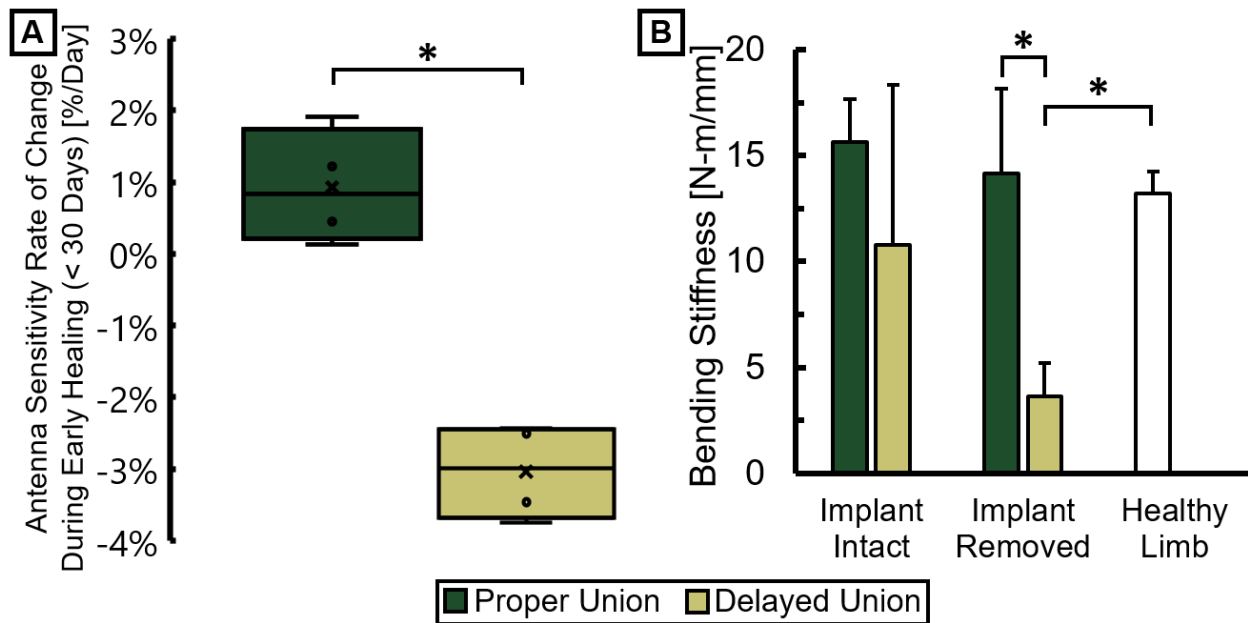 A
Antenna Sensitivity Rate of Change
During Early Healing (< 30 Days) [%/Day]
3%
2%
1%
0%
-1%
-2%
-3%
-4%
*
B
Bending Stiffness [N-m/mm]
20
15
10
5
0
*
*
Implant
Intact
Implant
Removed
Healthy
Limb
Proper Union Delayed Union